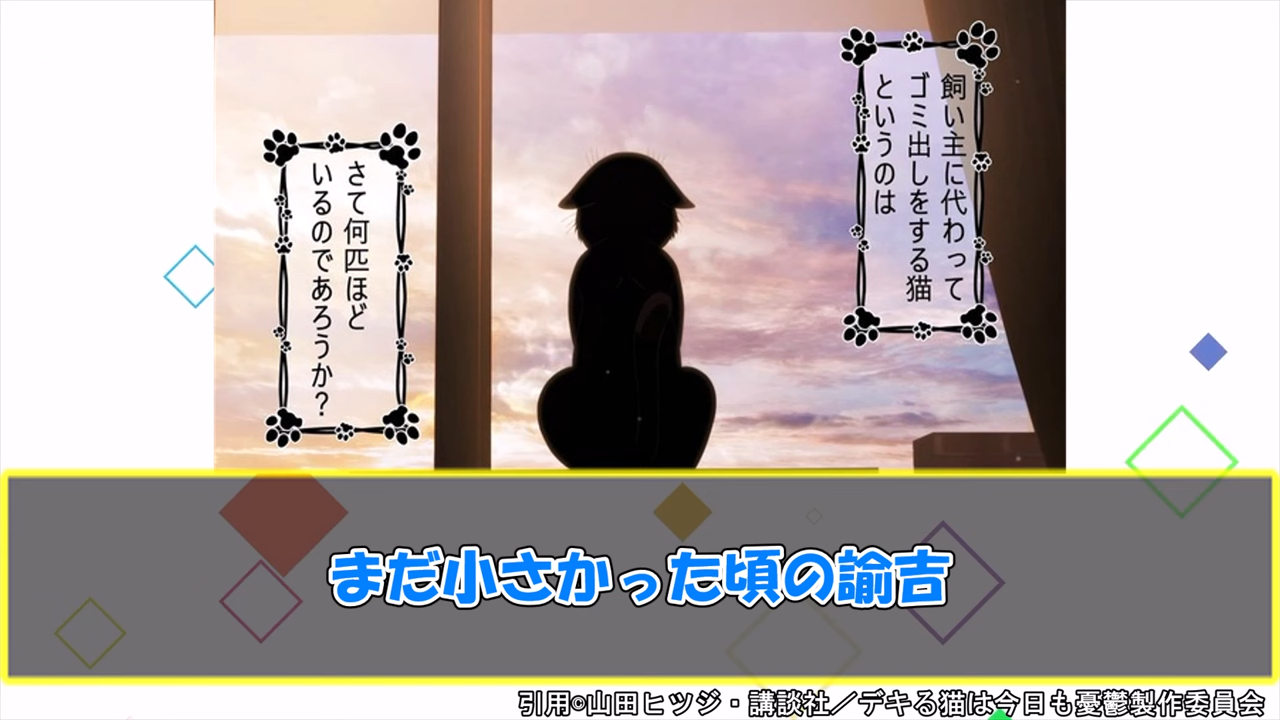 飼い主に代わって
ゴミ出しをする猫
というのは
さて何匹ほど
いるのであろうか？
まだ小さかった頃の諭吉
引用©山田ヒツジ・講談社／デキる猫は今日も憂鬱製作委員会